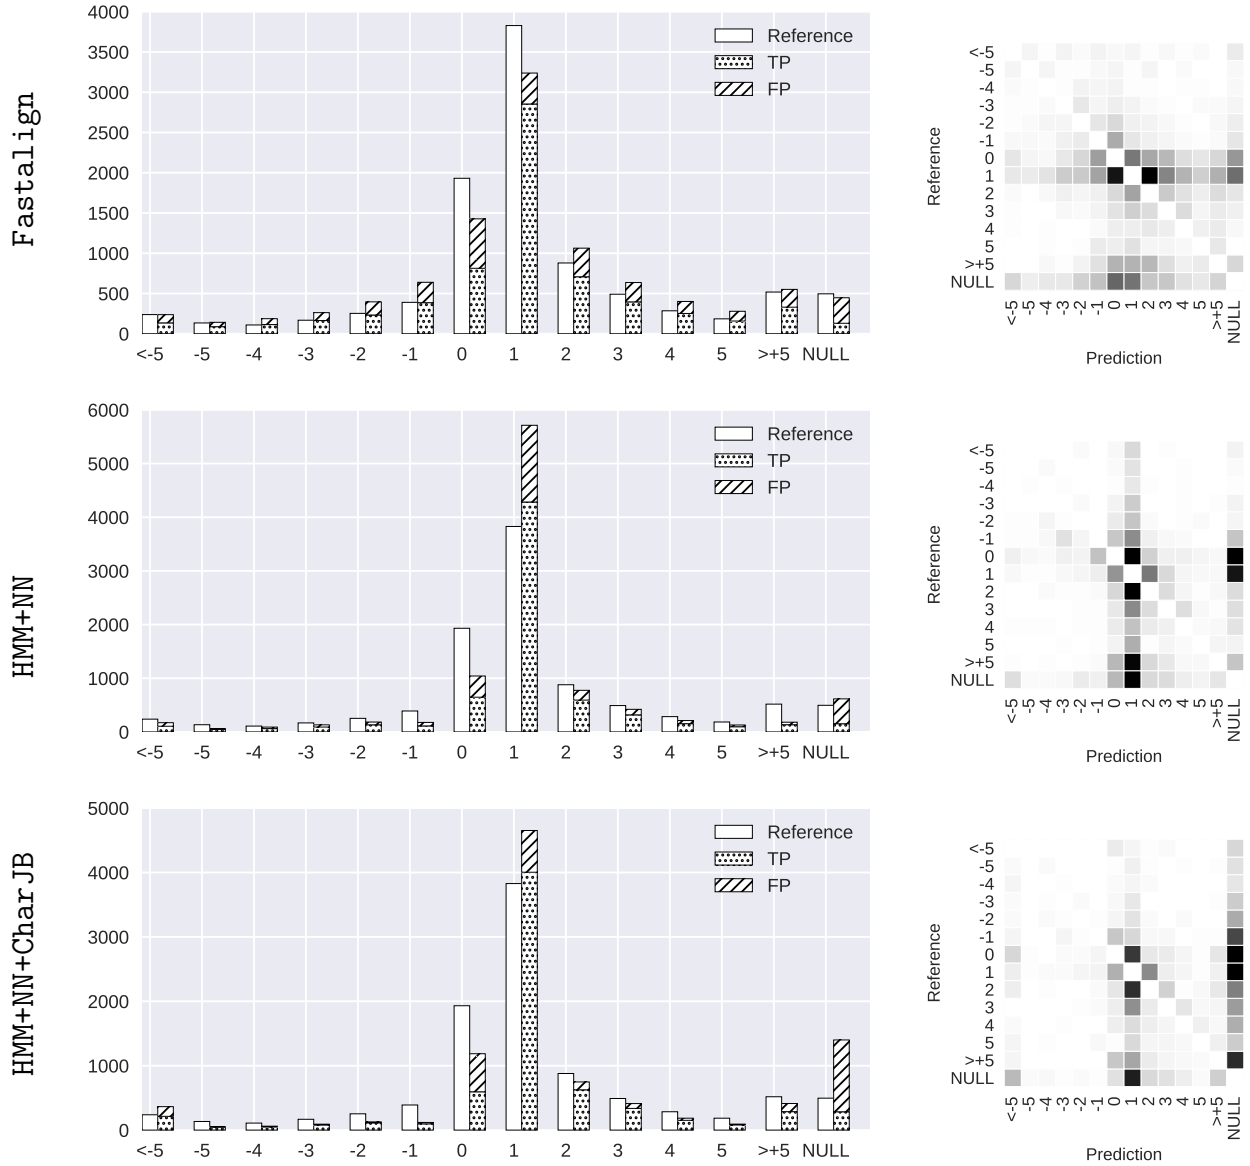 Fastalign
4000
3500
3000
2500
2000
1500
1000
500
0
<-5 -5 -4 -3 -2 -1 0 1 2 3 4 5 >+5 NULL
Reference
TP
FP
Reference
<-5
-5
-4
-3
-2
-1
0
1
2
3
4
5
>+5
NULL
<-5 -5 -4 -3 -2 -1 0 1 2 3 4 5 >+5 NULL
Prediction
HMM+NN
6000
5000
4000
3000
2000
1000
0
<-5 -5 -4 -3 -2 -1 0 1 2 3 4 5 >+5 NULL
Reference
TP
FP
Reference
<-5
-5
-4
-3
-2
-1
0
1
2
3
4
5
>+5
NULL
<-5 -5 -4 -3 -2 -1 0 1 2 3 4 5 >+5 NULL
Prediction
HMM+NN+CharJB
5000
4000
3000
2000
1000
0
<-5 -5 -4 -3 -2 -1 0 1 2 3 4 5 >+5 NULL
Reference
TP
FP
Reference
<-5
-5
-4
-3
-2
-1
0
1
2
3
4
5
>+5
NULL
<-5 -5 -4 -3 -2 -1 0 1 2 3 4 5 >+5 NULL
Prediction